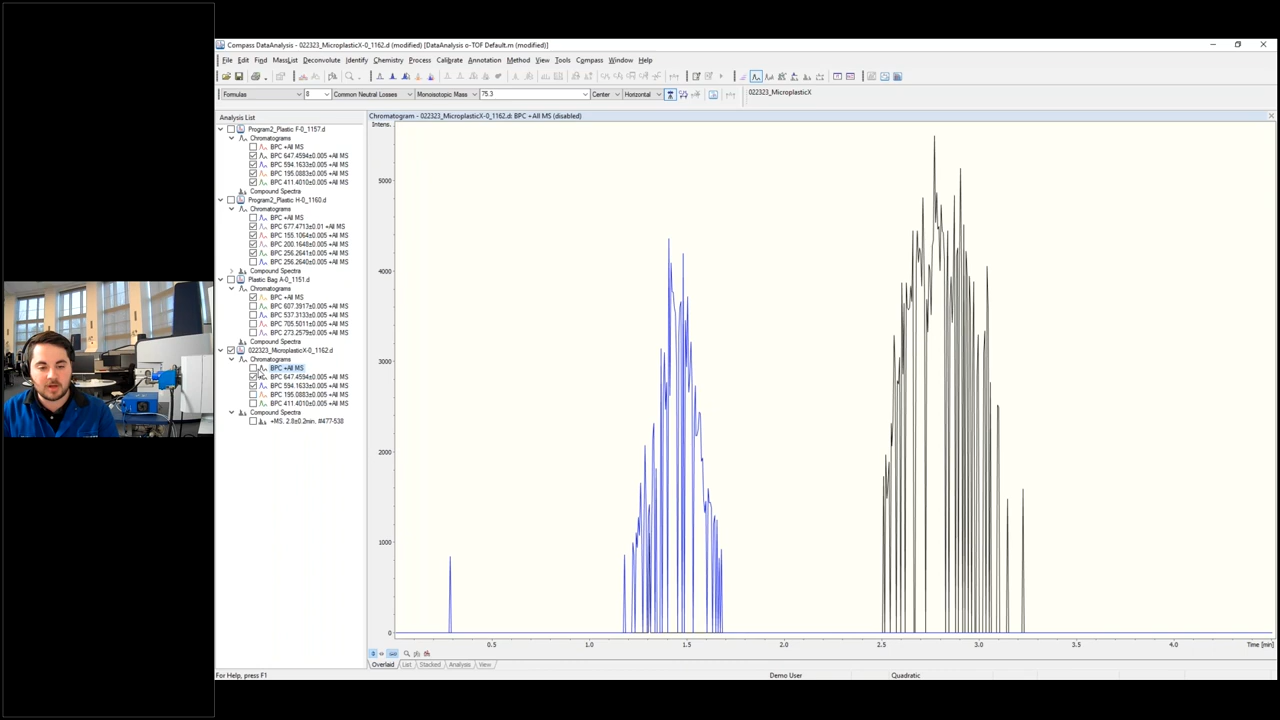 Compass DataAnalysis - 022323_MicroplasticX-0_1162.d (modified) [DataAnalysis o-TOF Default.m (modified)]
File Edit Find MassList Deconvolute Identify Chemistry Process Calibrate Annotation Method View Tools Compass Window Help
Formulas 8 Common Neutral Losses Monoisotopic Mass 75.3 Center Horizontal 022323_MicroplasticX
Analysis List
Chromatogram - 022323_MicroplasticX-0_1162.d: BPC +All MS (disabled)
Program2_Plastic F-0_1157.d
Chromatograms
BPC +All MS
BPC 647.4594±0.005 +All MS
BPC 594.1633±0.005 +All MS
BPC 195.0883±0.005 +All MS
BPC 411.4010±0.005 +All MS
Compound Spectra
Program2_Plastic H-0_1160.d
Chromatograms
BPC +All MS
BPC 677.4713±0.01 +All MS
BPC 155.1064±0.005 +All MS
BPC 200.1648±0.005 +All MS
BPC 256.2641±0.005 +All MS
BPC 256.2640±0.005 +All MS
Compound Spectra
Plastic Bag A-0_1151.d
Chromatograms
BPC +All MS
BPC 607.3917±0.005 +All MS
BPC 537.3133±0.005 +All MS
BPC 705.5011±0.005 +All MS
BPC 273.2579±0.005 +All MS
Compound Spectra
022323_MicroplasticX-0_1162.d
Chromatograms
BPC +All MS
BPC 647.4594±0.005 +All MS
BPC 594.1633±0.005 +All MS
BPC 195.0883±0.005 +All MS
BPC 411.4010±0.005 +All MS
Compound Spectra
+MS, 2.8±0.2min, #477-538
Intens.
5000
4000
3000
2000
1000
0
0.5 1.0 1.5 2.0 2.5 3.0 3.5 4.0 Time [min]
Overlaid List Stacked Analysis View
For Help, press F1 Demo User Quadratic